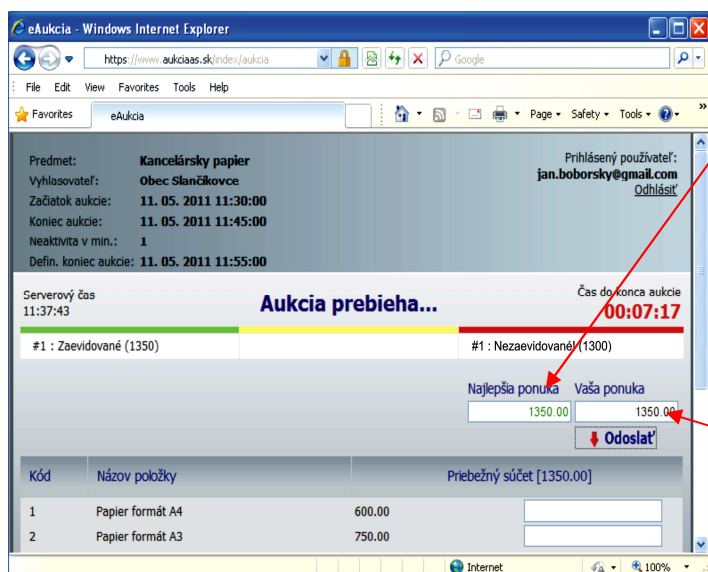 eAukcia - Windows Internet Explorer
https://www.aukciaas.sk/index/aukcia
Google
File Edit View Favorites Tools Help
Favorites eAukcia Page Safety Tools »
Predmet: Kancelársky papier
Prihlásený používateľ:
Vyhlasovateľ: Obec Slančíkovce
jan.boborsky@gmail.com
Začiatok aukcie: 11. 05. 2011 11:30:00
Odhlásiť
Koniec aukcie: 11. 05. 2011 11:45:00
Neaktivita v min.: 1
Defin. koniec aukcie: 11. 05. 2011 11:55:00
Serverový čas
11:37:43
Aukcia prebieha...
Čas do konca aukcie
00:07:17
#1 : Zaevidované (1350)
#1 : Nezaevidované! (1300)
Najlepšia ponuka Vaša ponuka
1350.00 1350.00
Odoslať
Kód Názov položky Priebežný súčet [1350.00]
1 Papier formát A4 600.00
2 Papier formát A3 750.00
Internet 100%